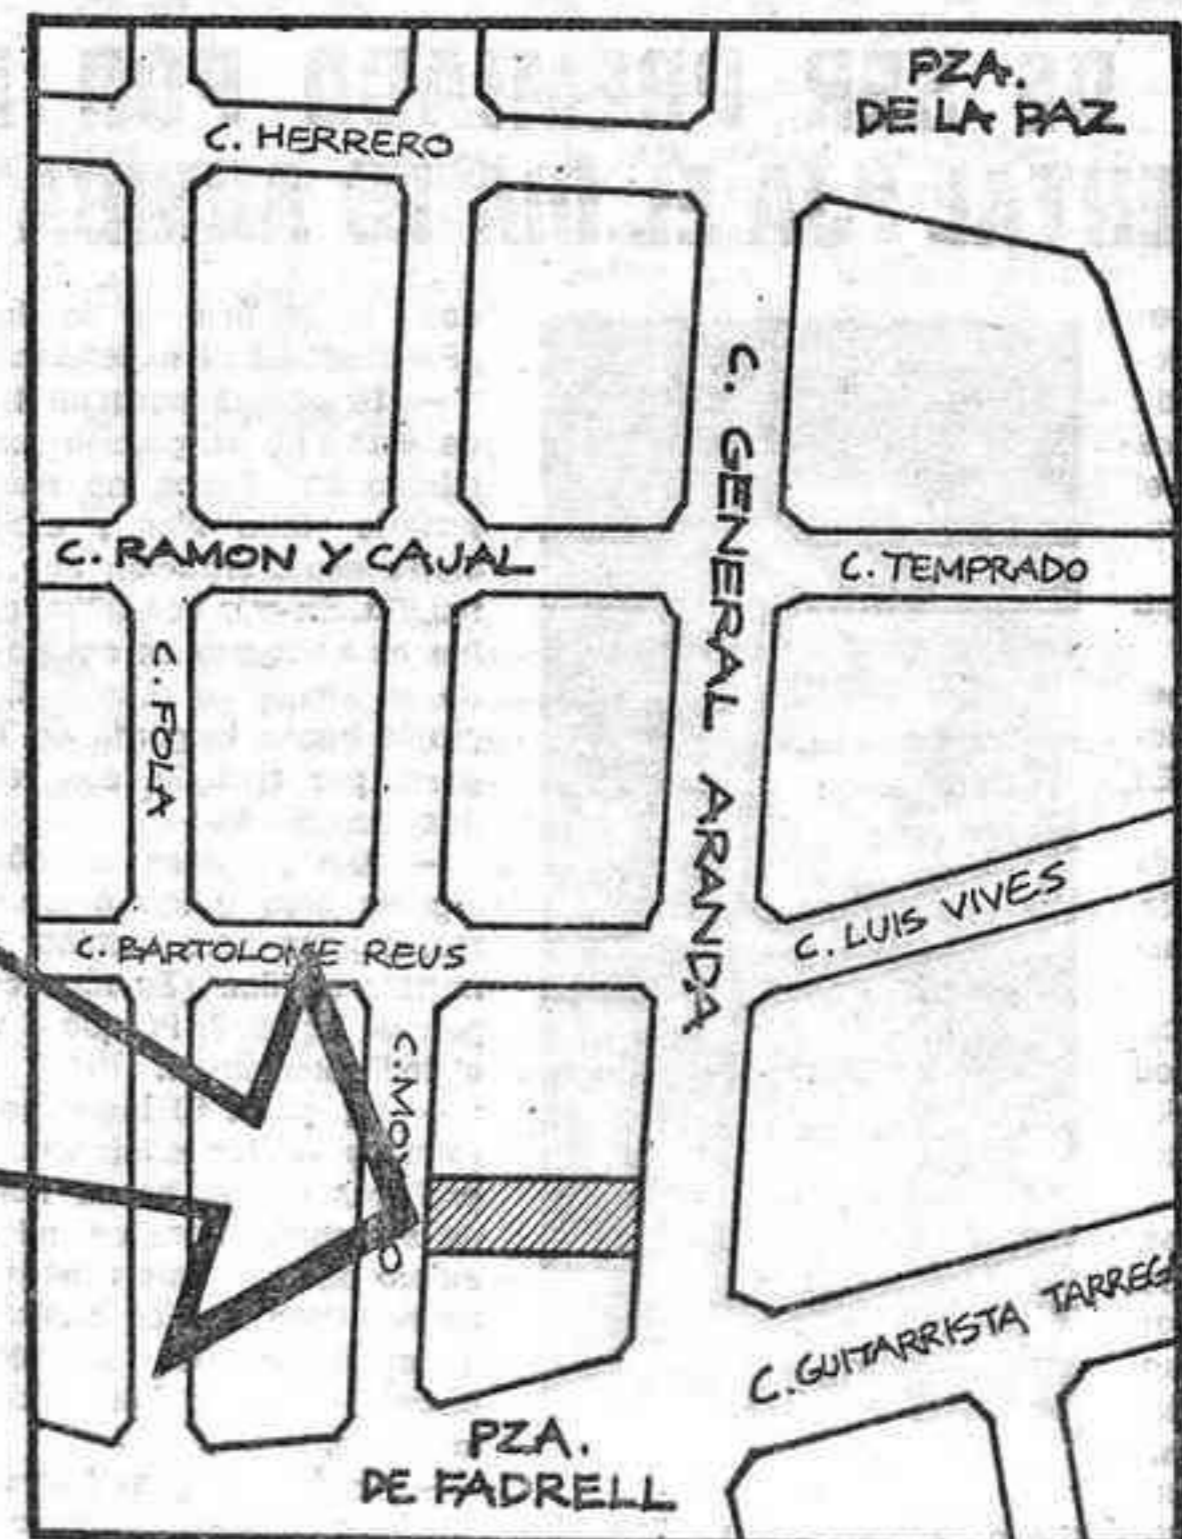 PZA.
DE LA PAZ
C. HERRERO
C. GENERAL ARANDA
C. RAMON Y CAJAL
C. TEMPRADO
C. FOLA
C. LUIS VIVES
C. BARTOLOME REUS
C. GUITARRISTA TARREG
PZA.
DE FADRELL